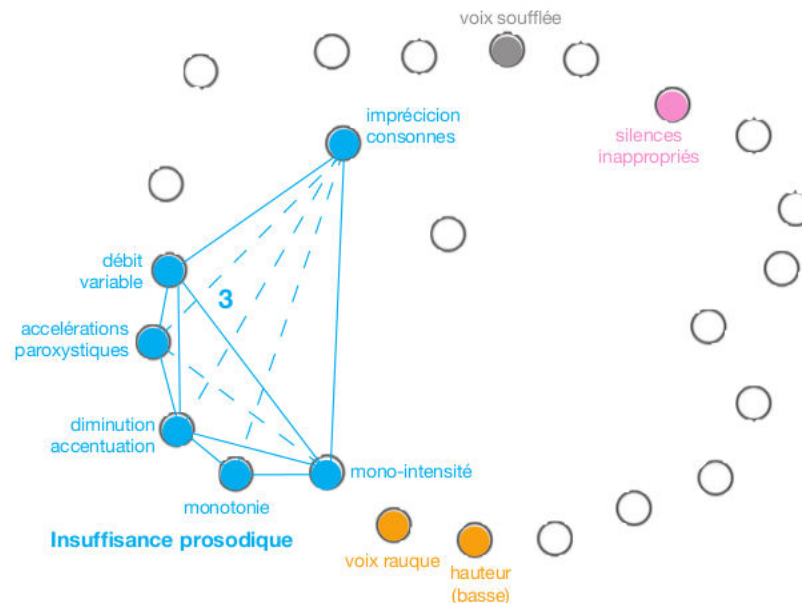 voix soufflée
imprécicion
consonnes
silences
inappropriés
débit
variable
3
accelérations
paroxystiques
diminution
accentuation
mono-intensité
monotonie
Insuffisance prosodique
voix rauque
hauteur
(basse)